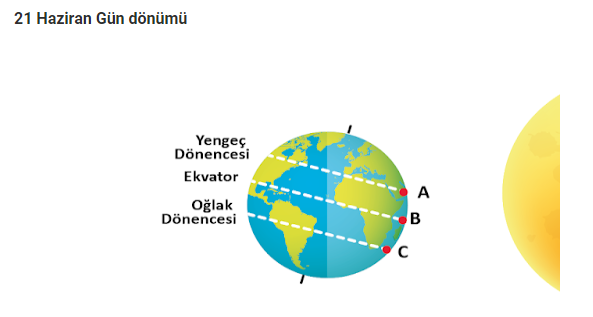 21 Haziran Gün dönümü
Yengeç
Dönencesi
Ekvator
Oğlak
Dönencesi
A
B
C